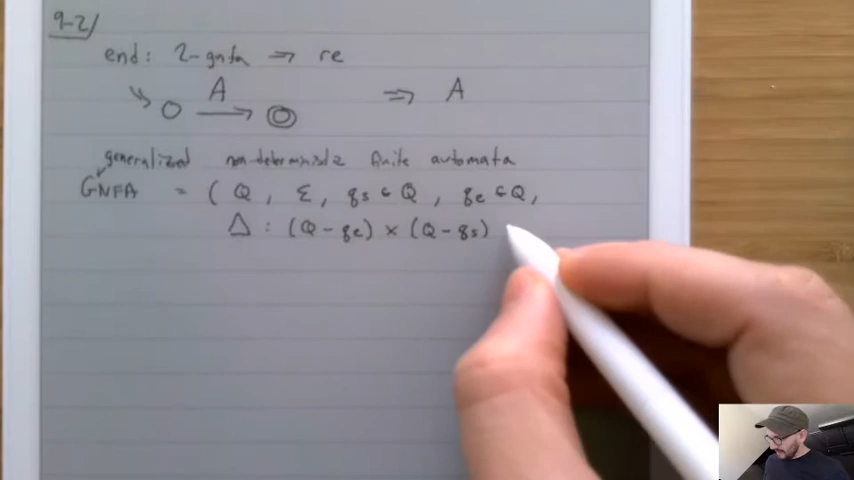 9-2/
end: 2-gnfa => re
A => A
generalized non-deterministic finite automata
GNFA = ( Q, Σ, qs ∈ Q, qe ∈ Q,
Δ : (Q - qe) × (Q - qs)